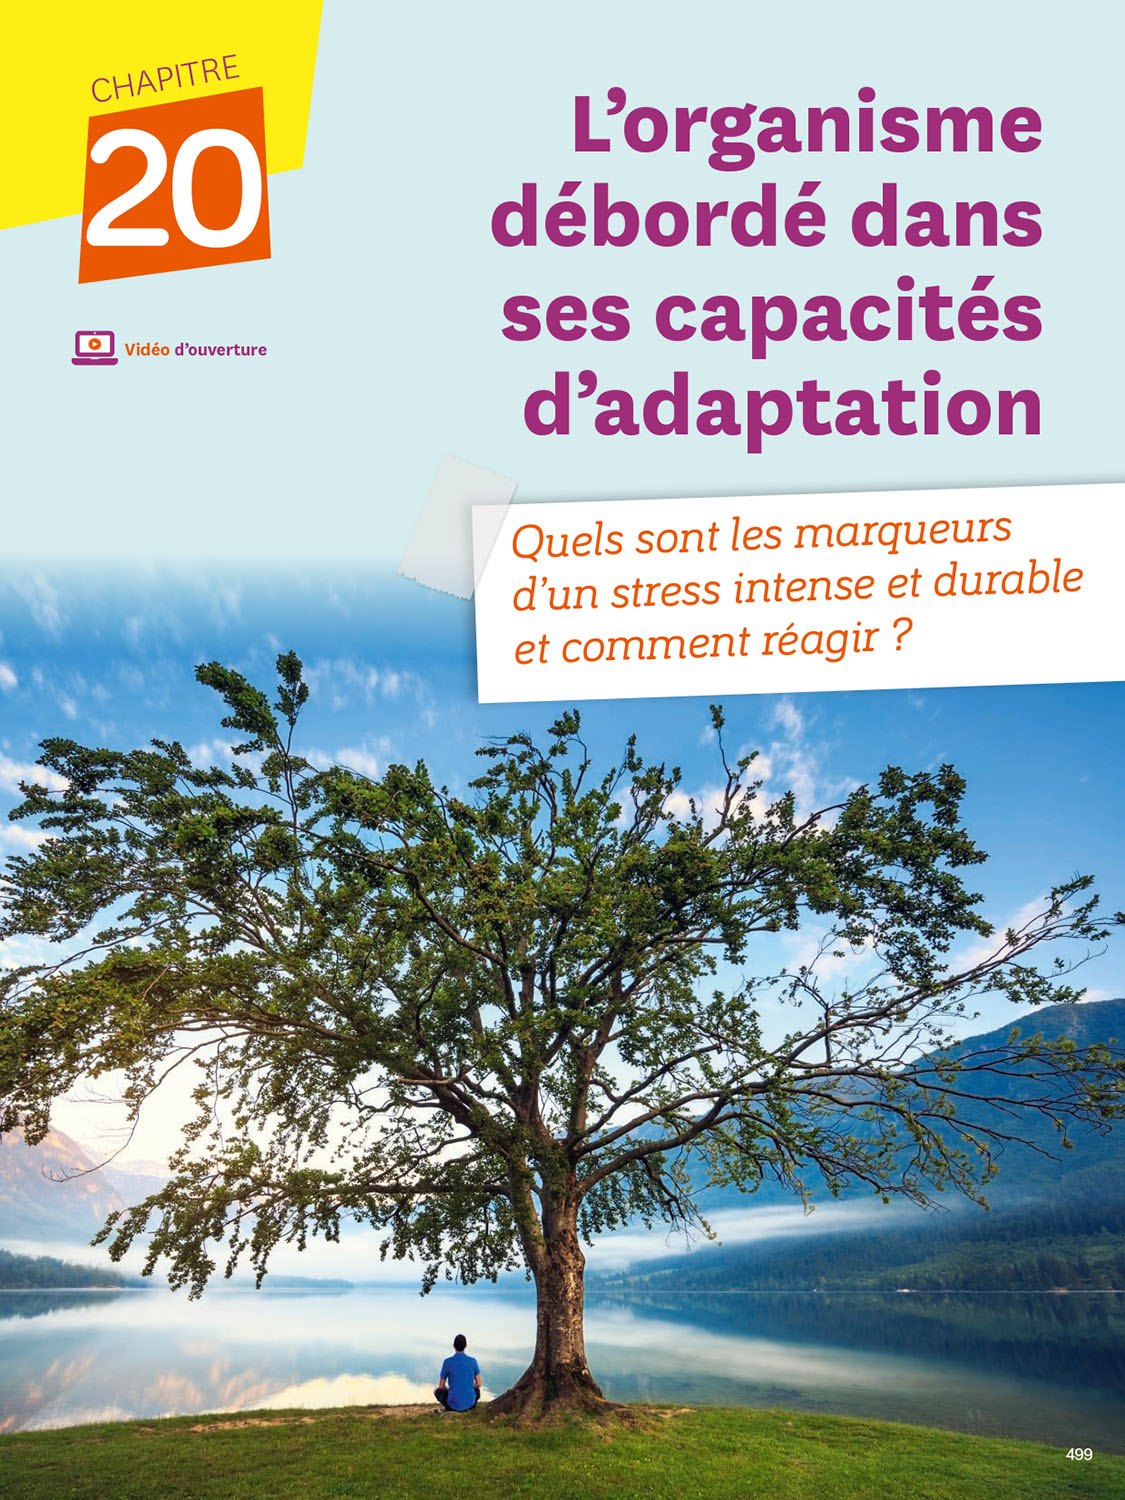 CHAPITRE
20
L’organisme
débordé dans
ses capacités
d’adaptation
Vidéo d’ouverture
Quels sont les marqueurs
d’un stress intense et durable
et comment réagir ?
499